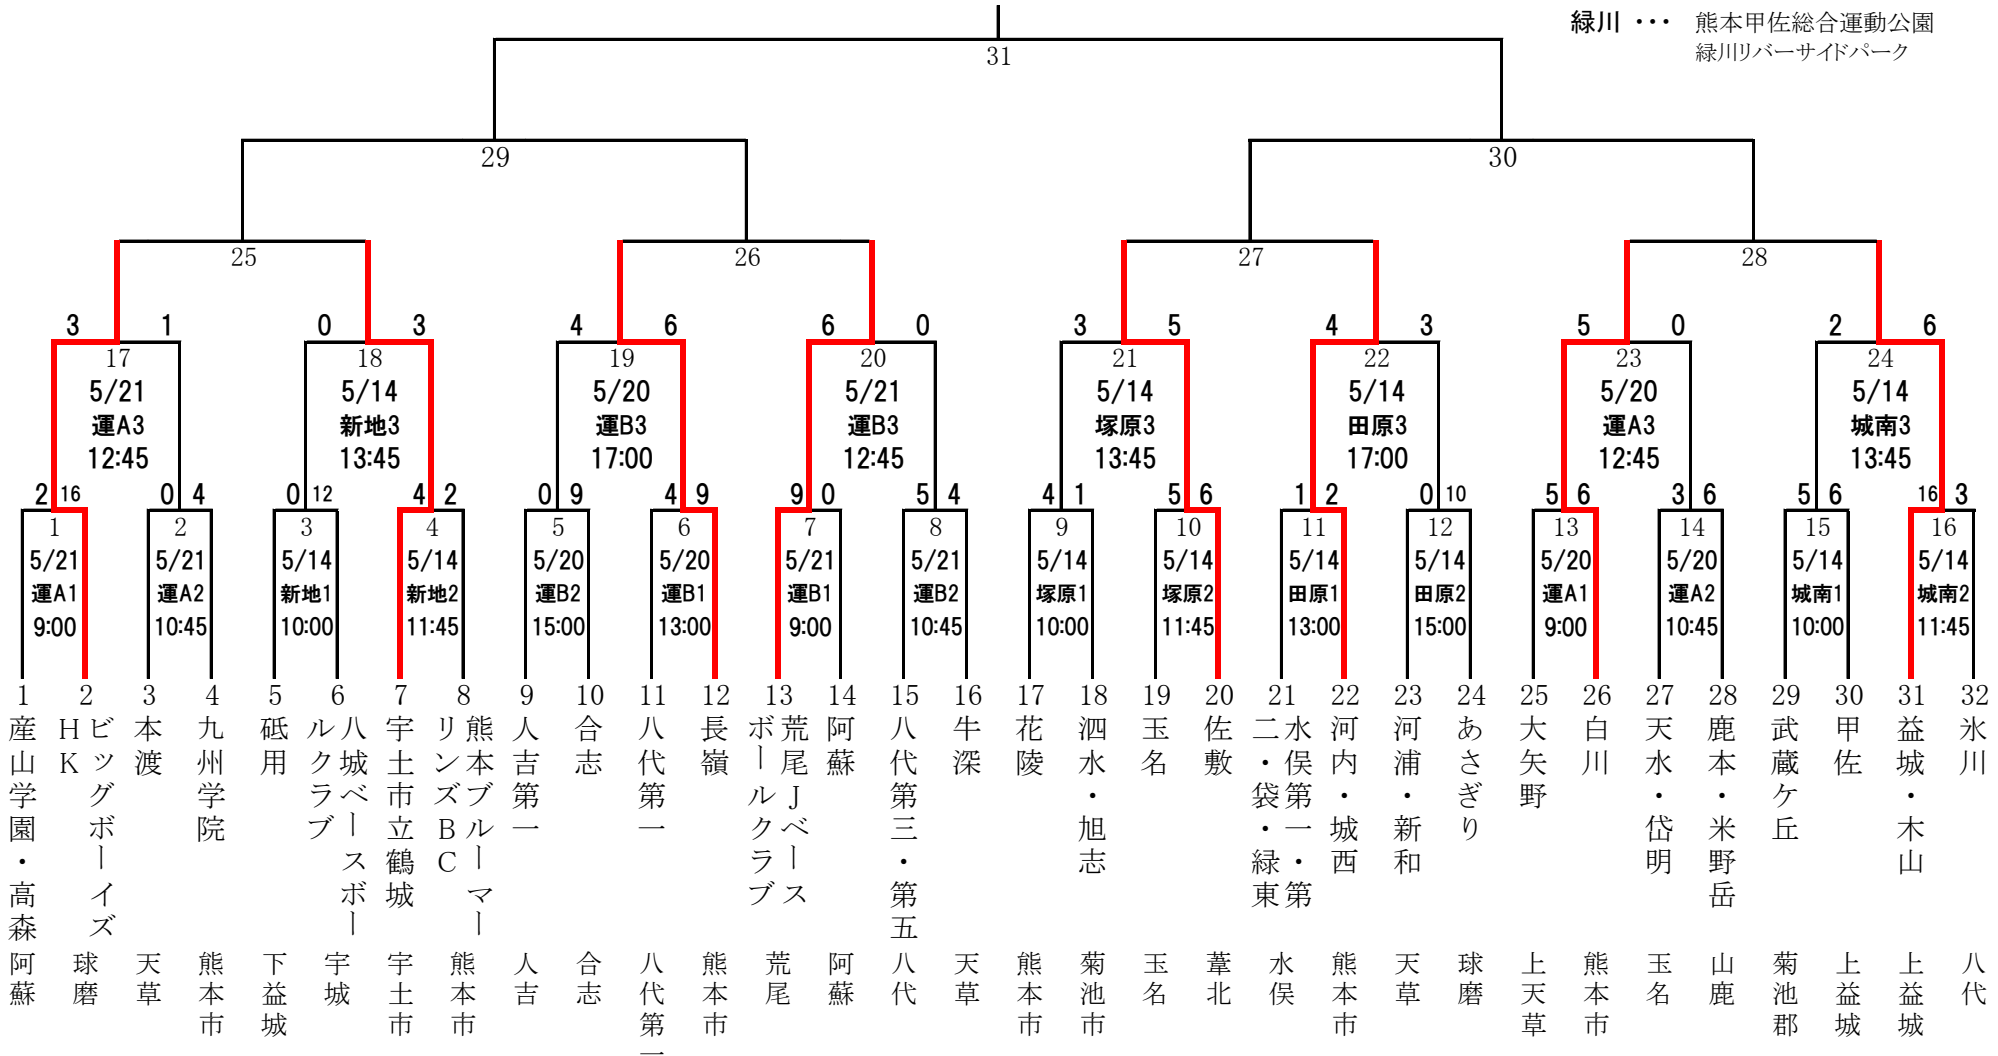 緑川 ・・・ 熊本甲佐総合運動公園
緑川リバーサイドパーク
31
29 30
25 26 27 28
3 1 0 3 4 6 6 0 3 5 4 3 5 0 2 6
17 18 19 20 21 22 23 24
5/21 5/14 5/20 5/21 5/14 5/14 5/20 5/14
運A3 新地3 運B3 運B3 塚原3 田原3 運A3 城南3
12:45 13:45 17:00 12:45 13:45 17:00 12:45 13:45
2 16 0 4 0 12 4 2 0 9 4 9 9 0 5 4 4 1 5 6 1 2 0 10 5 6 3 6 5 6 16 3
1 2 3 4 5 6 7 8 9 10 11 12 13 14 15 16
5/21 5/21 5/14 5/14 5/20 5/20 5/21 5/21 5/14 5/14 5/14 5/14 5/20 5/20 5/14 5/14
運A1 運A2 新地1 新地2 運B2 運B1 運B1 運B2 塚原1 塚原2 田原1 田原2 運A1 運A2 城南1 城南2
9:00 10:45 10:00 11:45 15:00 13:00 9:00 10:45 10:00 11:45 13:00 15:00 9:00 10:45 10:00 11:45
1 2 3 4 5 6 7 8 9 10 11 12 13 14 15 16 17 18 19 20 21 22 23 24 25 26 27 28 29 30 31 32
産山学園・高森
ビッグボーイズ
HK
本渡
九州学院
砥用
八城ベースボー
ルクラブ
宇土市立鶴城
熊本ブルーマー
リンズBC
人吉第一
合志
八代第一
長嶺
荒尾Jベース
ボールクラブ
阿蘇
八代第三・第五
牛深
花陵
泗水・旭志
玉名
佐敷
水俣第一・第
二・袋・緑東
河内・城西
河浦・新和
あさぎり
大矢野
白川
天水・岱明
鹿本・米野岳
武蔵ケ丘
甲佐
益城・木山
氷川
阿蘇
球磨
天草
熊本市
下益城
宇城
宇土市
熊本市
人吉
合志
八代第一
熊本市
荒尾
阿蘇
八代
天草
熊本市
菊池市
玉名
葦北
水俣
熊本市
天草
球磨
上天草
熊本市
玉名
山鹿
菊池郡
上益城
上益城
八代